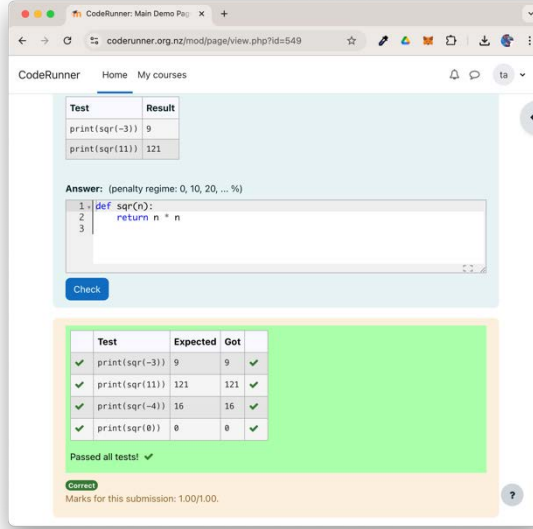 CodeRunner: Main Demo Pag
coderunner.org.nz/mod/page/view.php?id=549
CodeRunner Home My courses ta
Test Result
print(sqr(-3)) 9
print(sqr(11)) 121
Answer: (penalty regime: 0, 10, 20, ... %)
1 def sqr(n):
2 return n * n
3
Check
Test Expected Got
print(sqr(-3)) 9 9
print(sqr(11)) 121 121
print(sqr(-4)) 16 16
print(sqr(0)) 0 0
Passed all tests!
Correct
Marks for this submission: 1.00/1.00.
?